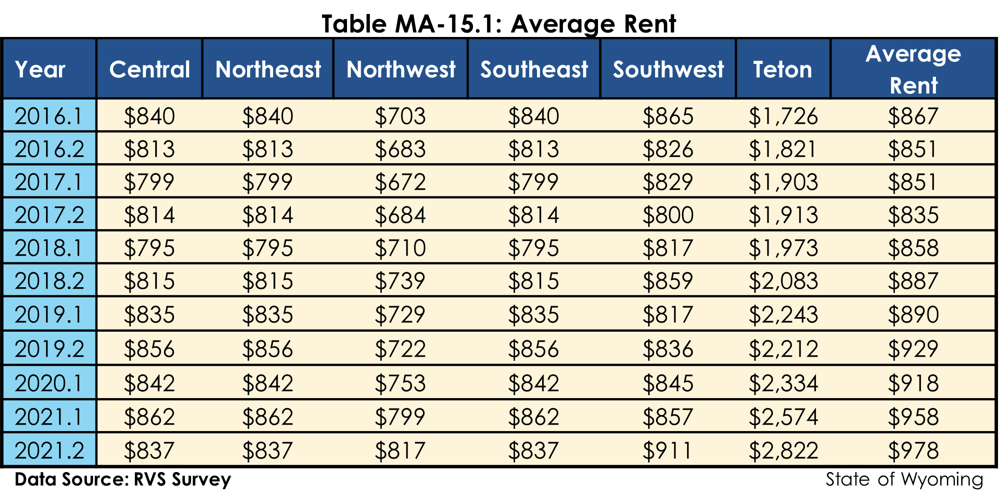 Table MA-15.1: Average Rent
Year Central Northeast Northwest Southeast Southwest Teton Average Rent
2016.1 $840 $840 $703 $840 $865 $1,726 $867
2016.2 $813 $813 $683 $813 $826 $1,821 $851
2017.1 $799 $799 $672 $799 $829 $1,903 $851
2017.2 $814 $814 $684 $814 $800 $1,913 $835
2018.1 $795 $795 $710 $795 $817 $1,973 $858
2018.2 $815 $815 $739 $815 $859 $2,083 $887
2019.1 $835 $835 $729 $835 $817 $2,243 $890
2019.2 $856 $856 $722 $856 $836 $2,212 $929
2020.1 $842 $842 $753 $842 $845 $2,334 $918
2021.1 $862 $862 $799 $862 $857 $2,574 $958
2021.2 $837 $837 $817 $837 $911 $2,822 $978
Data Source: RVS Survey State of Wyoming